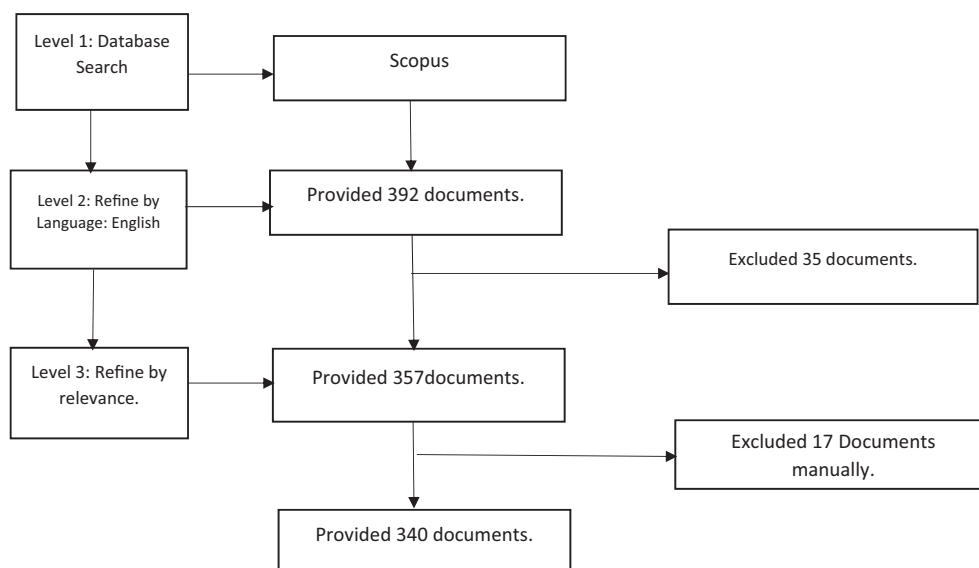 Level 1: Database
Search
Scopus
Level 2: Refine by
Language: English
Provided 392 documents.
Excluded 35 documents.
Level 3: Refine by
relevance.
Provided 357documents.
Excluded 17 Documents
manually.
Provided 340 documents.